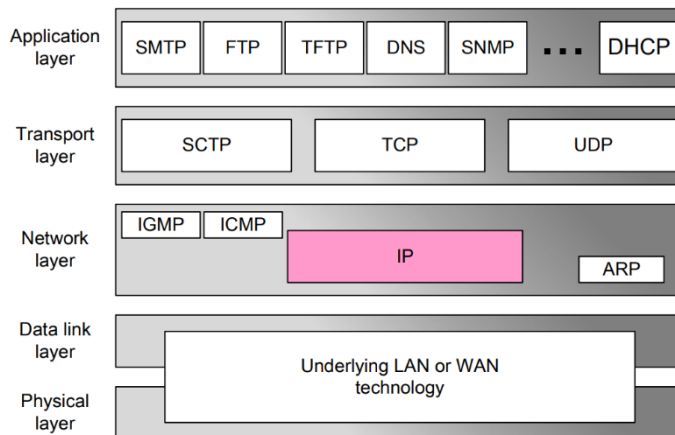 Application
layer
SMTP FTP TFTP DNS SNMP ... DHCP
Transport
layer
SCTP TCP UDP
Network
layer
IGMP ICMP
IP
ARP
Data link
layer
Underlying LAN or WAN
technology
Physical
layer